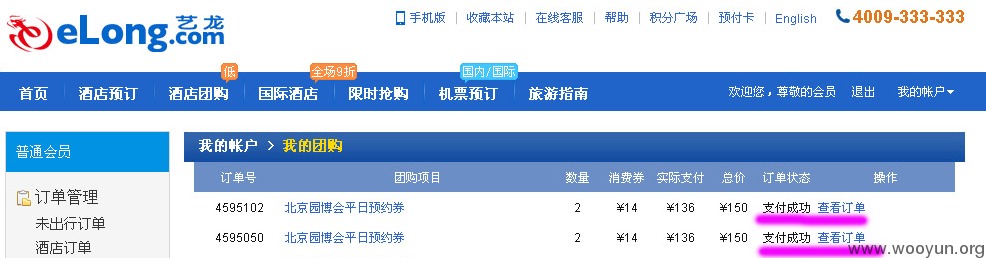 手机版 收藏本站 在线客服 帮助 积分广场 预付卡 English 4009-333-333
eLong.com 艺龙
低 全场9折 国内/国际
首页 酒店预订 酒店团购 国际酒店 限时抢购 机票预订 旅游指南 欢迎您，尊敬的会员 退出 我的帐户
普通会员
我的帐户 > 我的团购
订单号 团购项目 数量 消费券 实际支付 总价 订单状态 操作
订单管理
4595102 北京园博会平日预约券 2 ¥14 ¥136 ¥150 支付成功 查看订单
未出行订单
4595050 北京园博会平日预约券 2 ¥14 ¥136 ¥150 支付成功 查看订单
酒店订单
www.wooyun.org